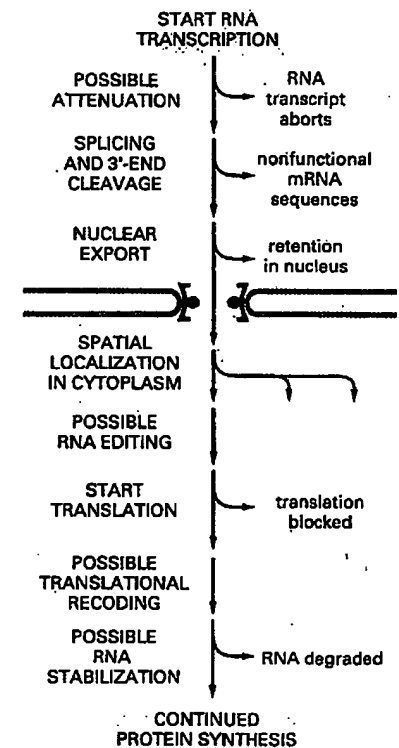 START RNA
TRANSCRIPTION
POSSIBLE
ATTENUATION
RNA
transcript
aborts
SPLICING
AND 3'-END
CLEAVAGE
nonfunctional
mRNA
sequences
NUCLEAR
EXPORT
retention
in nucleus
SPATIAL
LOCALIZATION
IN CYTOPLASM
POSSIBLE
RNA EDITING
START
TRANSLATION
translation
blocked
POSSIBLE
TRANSLATIONAL
RECODING
POSSIBLE
RNA
STABILIZATION
RNA degraded
CONTINUED
PROTEIN SYNTHESIS